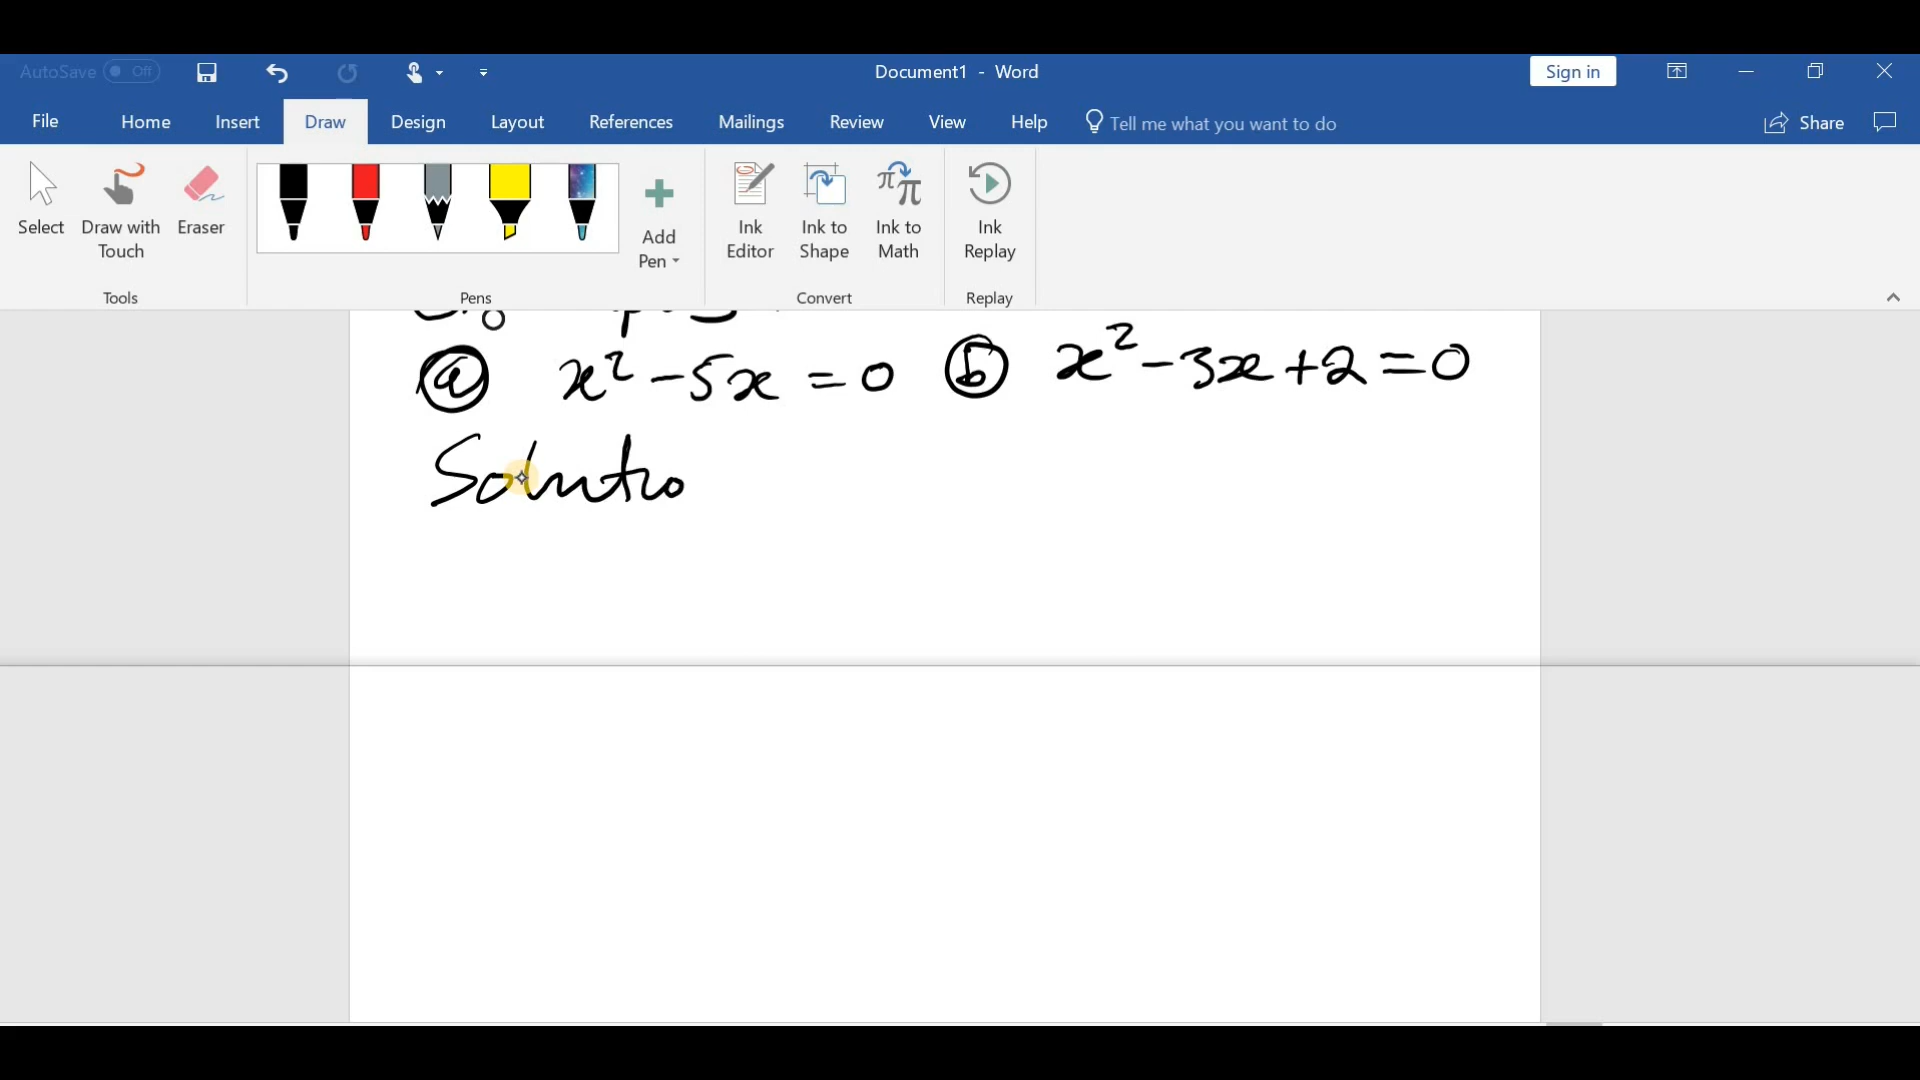 AutoSave Off
Document1 - Word
Sign in
File Home Insert Draw Design Layout References Mailings Review View Help Tell me what you want to do
Share
Select
Draw with Touch
Eraser
Add Pen
Ink Editor
Ink to Shape
Ink to Math
Ink Replay
Tools
Pens
Convert
Replay
(a) x² - 5x = 0 (b) x² - 3x + 2 = 0
Solutio